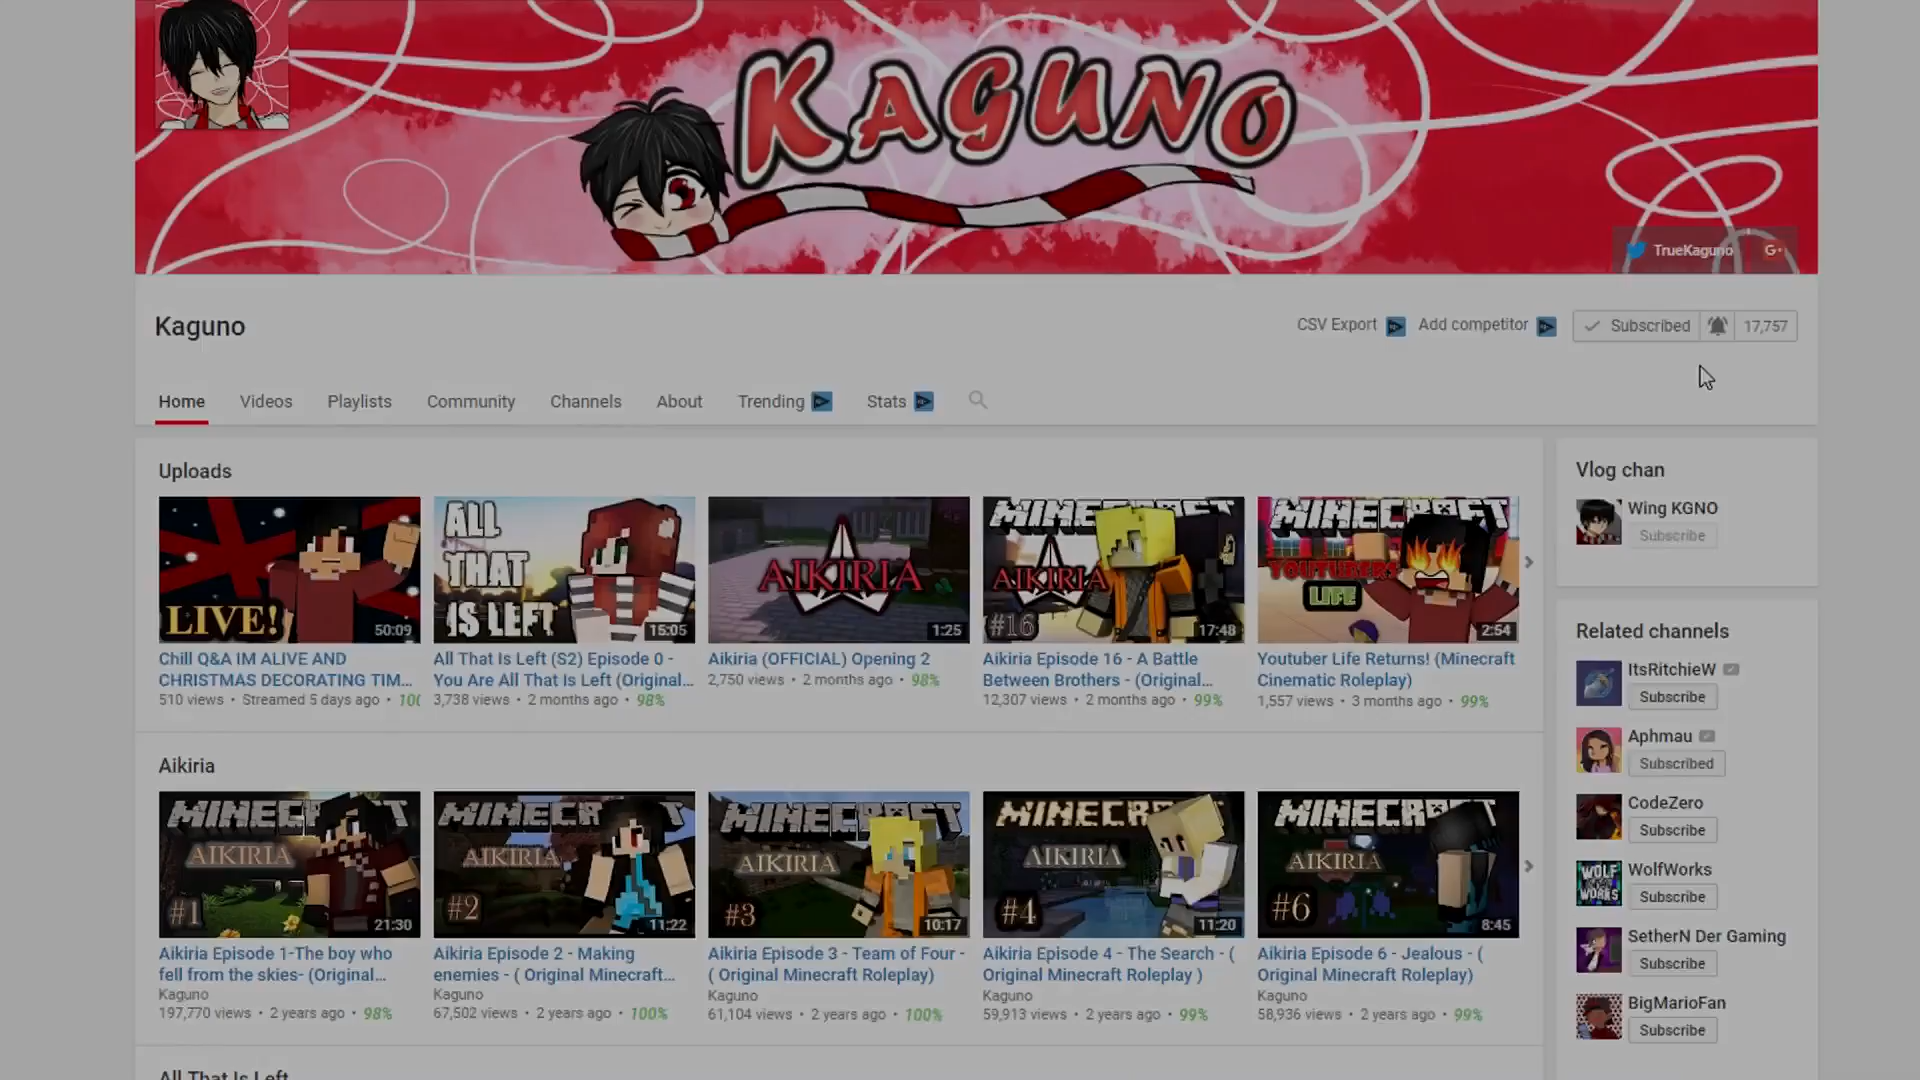 KAGUNO
TrueKaguno
G+
Kaguno
CSV Export
Add competitor
Subscribed
17,757
Home
Videos
Playlists
Community
Channels
About
Trending
Stats
Uploads
LIVE!
50:09
ALL
THAT
IS LEFT
15:05
AIKIRIA
1:25
MINECRAFT
AIKIRIA
#16
17:48
MINECRAFT
YOUTUBERS
LIFE
2:54
Chill Q&A IM ALIVE AND
CHRISTMAS DECORATING TIM...
510 views • Streamed 5 days ago • 100
All That Is Left (S2) Episode 0 -
You Are All That Is Left (Original...
3,738 views • 2 months ago • 98%
Aikiria (OFFICIAL) Opening 2
2,750 views • 2 months ago • 98%
Aikiria Episode 16 - A Battle
Between Brothers - (Original...
12,307 views • 2 months ago • 99%
Youtuber Life Returns! (Minecraft
Cinematic Roleplay)
1,557 views • 3 months ago • 99%
Aikiria
MINECRAFT
AIKIRIA
#1
21:30
MINECRAFT
AIKIRIA
#2
11:22
MINECRAFT
AIKIRIA
#3
10:17
MINECRAFT
AIKIRIA
#4
11:20
MINECRAFT
AIKIRIA
#6
8:45
Aikiria Episode 1-The boy who
fell from the skies- (Original...
Kaguno
197,770 views • 2 years ago • 98%
Aikiria Episode 2 - Making
enemies - ( Original Minecraft...
Kaguno
67,502 views • 2 years ago • 100%
Aikiria Episode 3 - Team of Four -
( Original Minecraft Roleplay)
Kaguno
61,104 views • 2 years ago • 100%
Aikiria Episode 4 - The Search - (
Original Minecraft Roleplay )
Kaguno
59,913 views • 2 years ago • 99%
Aikiria Episode 6 - Jealous - (
Original Minecraft Roleplay)
Kaguno
58,936 views • 2 years ago • 99%
All That Is Left
Vlog chan
Wing KGNO
Subscribe
Related channels
ItsRitchieW
Subscribe
Aphmau
Subscribed
CodeZero
Subscribe
WOLF
WORKS
WolfWorks
Subscribe
SetherN Der Gaming
Subscribe
BigMarioFan
Subscribe